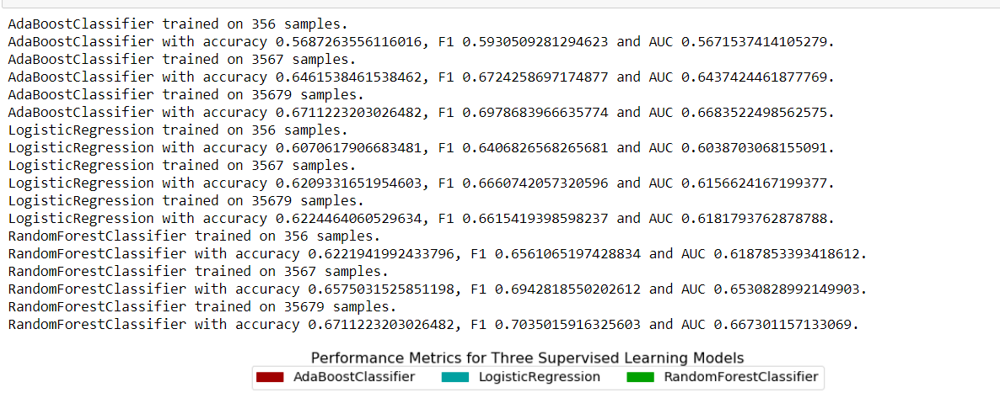 AdaBoostClassifier trained on 356 samples.
AdaBoostClassifier with accuracy 0.5687263556116016, F1 0.5930509281294623 and AUC 0.5671537414105279.
AdaBoostClassifier trained on 3567 samples.
AdaBoostClassifier with accuracy 0.6461538461538462, F1 0.6724258697174877 and AUC 0.6437424461877769.
AdaBoostClassifier trained on 35679 samples.
AdaBoostClassifier with accuracy 0.6711223203026482, F1 0.6978683966635774 and AUC 0.6683522498562575.
LogisticRegression trained on 356 samples.
LogisticRegression with accuracy 0.6070617906683481, F1 0.6406826568265681 and AUC 0.6038703068155091.
LogisticRegression trained on 3567 samples.
LogisticRegression with accuracy 0.6209331651954603, F1 0.6660742057320596 and AUC 0.6156624167199377.
LogisticRegression trained on 35679 samples.
LogisticRegression with accuracy 0.6224464060529634, F1 0.6615419398598237 and AUC 0.6181793762878788.
RandomForestClassifier trained on 356 samples.
RandomForestClassifier with accuracy 0.6221941992433796, F1 0.6561065197428834 and AUC 0.6187853393418612.
RandomForestClassifier trained on 3567 samples.
RandomForestClassifier with accuracy 0.6575031525851198, F1 0.6942818550202612 and AUC 0.6530828992149903.
RandomForestClassifier trained on 35679 samples.
RandomForestClassifier with accuracy 0.6711223203026482, F1 0.7035015916325603 and AUC 0.667301157133069.
Performance Metrics for Three Supervised Learning Models
AdaBoostClassifier LogisticRegression RandomForestClassifier